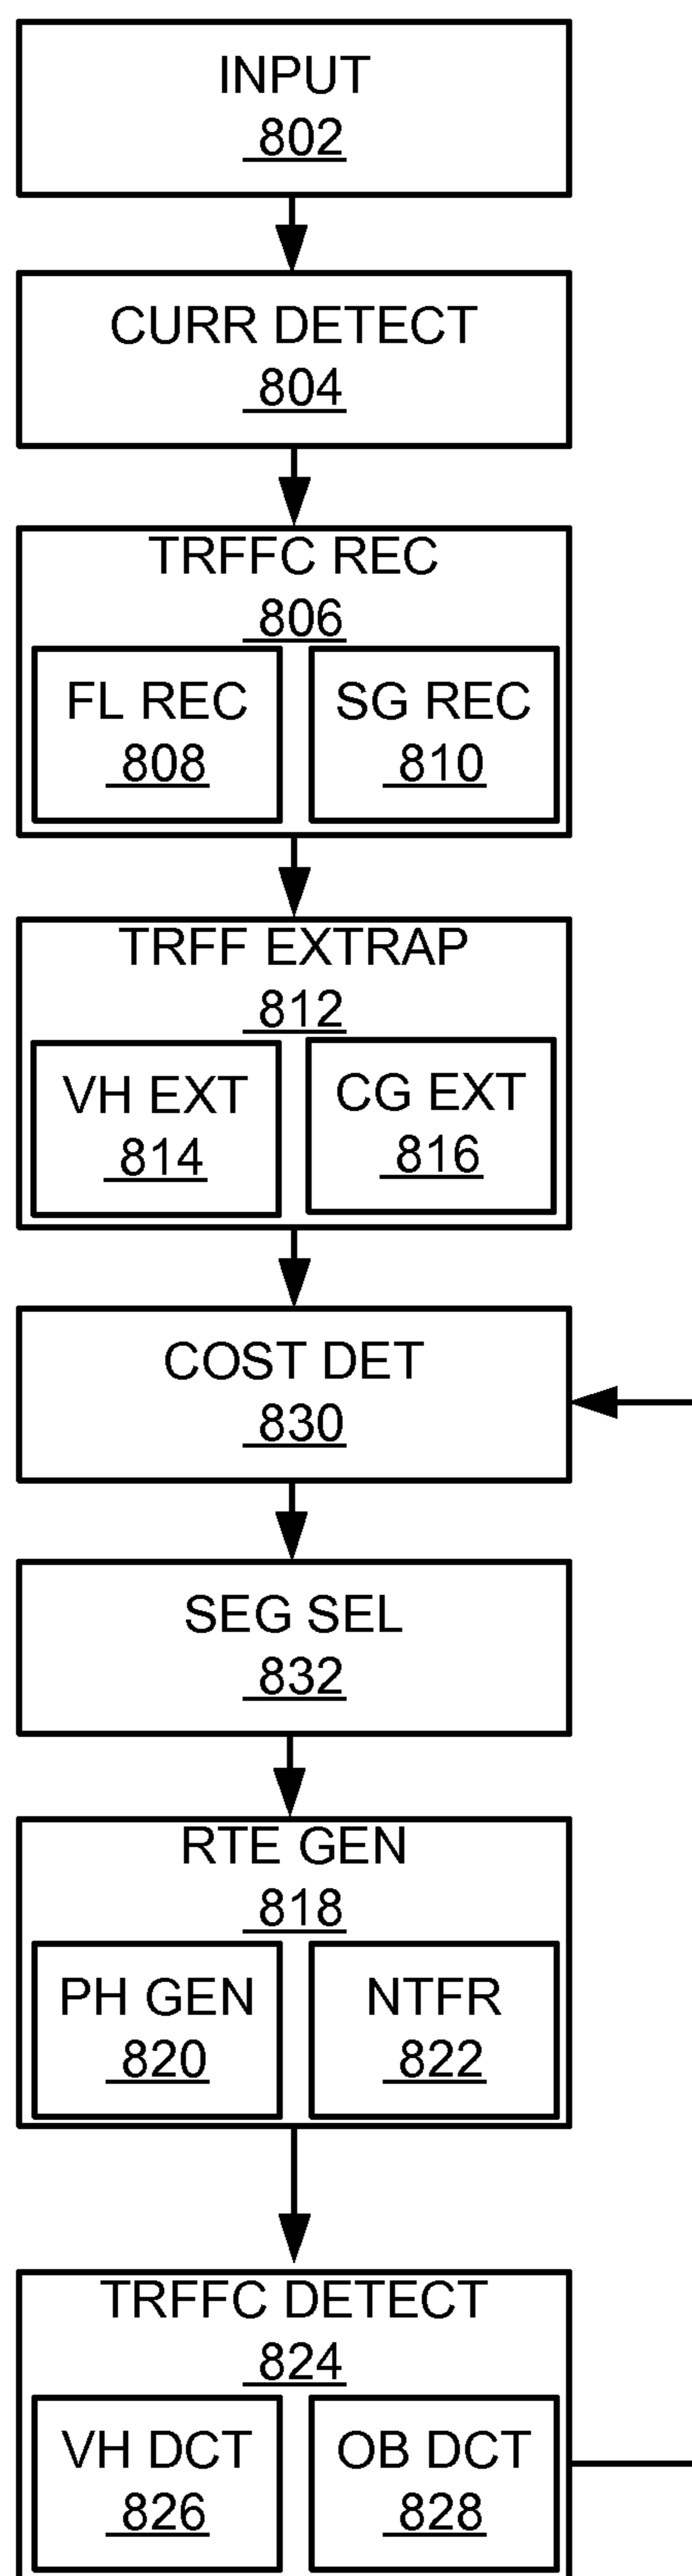 INPUT
802
CURR DETECT
804
TRFFC REC
806
FL REC
808
SG REC
810
TRFF EXTRAP
812
VH EXT
814
CG EXT
816
COST DET
830
SEG SEL
832
RTE GEN
818
PH GEN
820
NTFR
822
TRFFC DETECT
824
VH DCT
826
OB DCT
828